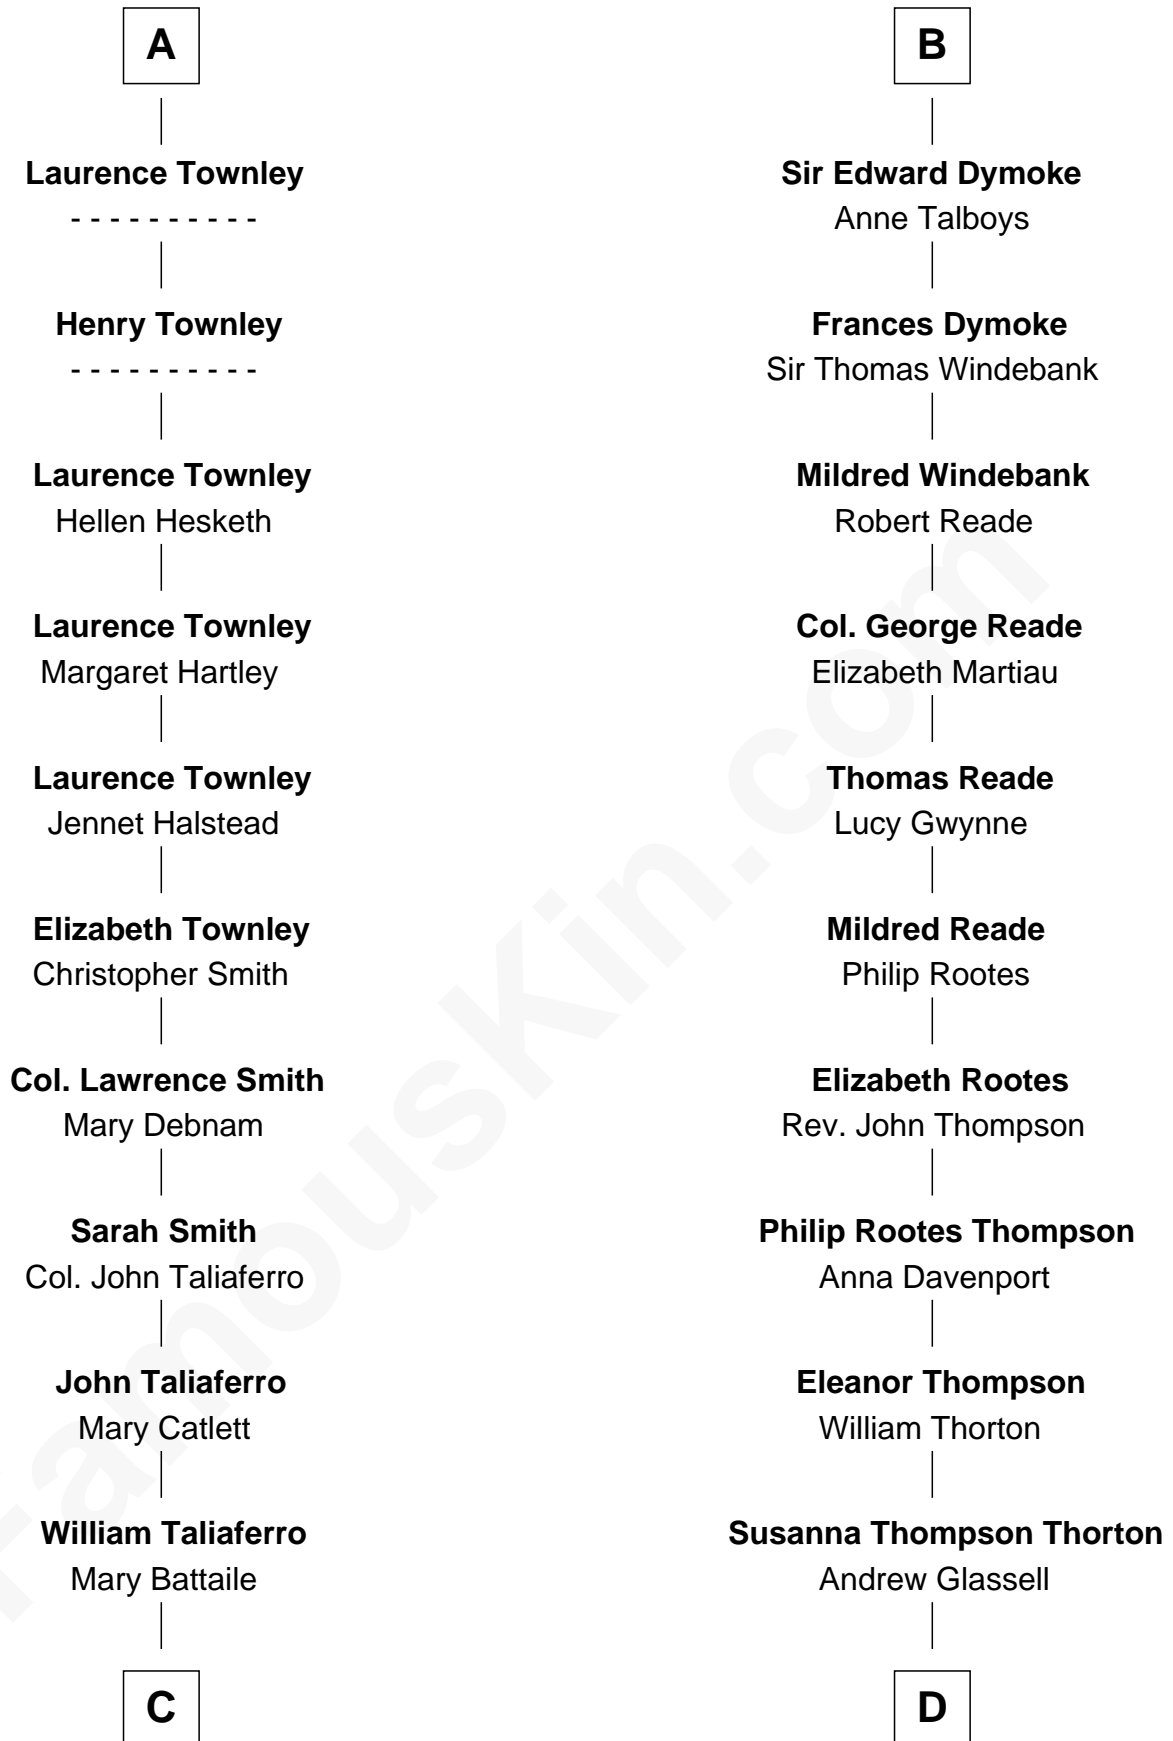 A
Laurence Townley
- - - - - - - - - -
Henry Townley
- - - - - - - - - -
Laurence Townley
Hellen Hesketh
Laurence Townley
Margaret Hartley
Laurence Townley
Jennet Halstead
Elizabeth Townley
Christopher Smith
Col. Lawrence Smith
Mary Debnam
Sarah Smith
Col. John Taliaferro
John Taliaferro
Mary Catlett
William Taliaferro
Mary Battaile
C
B
Sir Edward Dymoke
Anne Talboys
Frances Dymoke
Sir Thomas Windebank
Mildred Windebank
Robert Reade
Col. George Reade
Elizabeth Martiau
Thomas Reade
Lucy Gwynne
Mildred Reade
Philip Rootes
Elizabeth Rootes
Rev. John Thompson
Philip Rootes Thompson
Anna Davenport
Eleanor Thompson
William Thorton
Susanna Thompson Thorton
Andrew Glassell
D
FamousKin.com